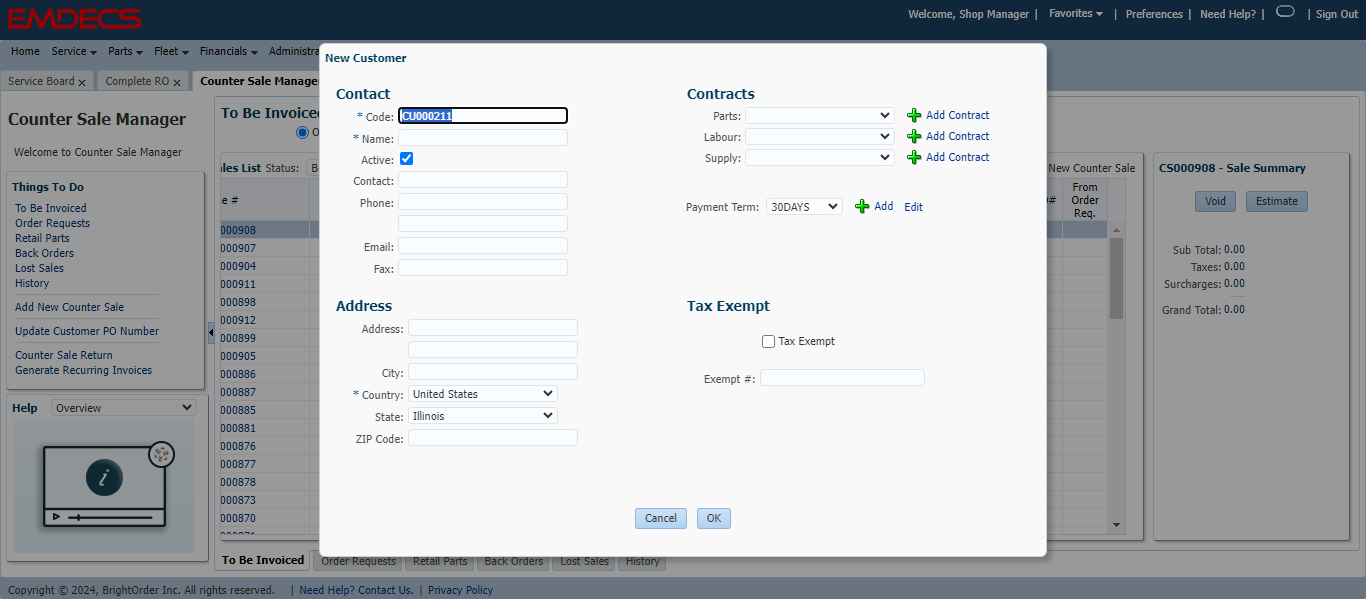 EMDECS
Welcome, Shop Manager | Favorites | Preferences | Need Help? | | Sign Out
Home Service Parts Fleet Financials
Service Board x Complete RO x Counter Sale Manager
Counter Sale Manager
Welcome to Counter Sale Manager
Things To Do
To Be Invoiced
Order Requests
Retail Parts
Back Orders
Lost Sales
History
Add New Counter Sale
Update Customer PO Number
Counter Sale Return
Generate Recurring Invoices
Help Overview
To Be Invoiced
Status:
List
e #
000908
000907
000904
000911
000898
000912
000899
000905
000886
000887
000885
000881
000876
000877
000878
000873
000870
New Customer
Contact
* Code: CU000211
* Name:
Active:
Contact:
Phone:
Email:
Fax:
Address
Address:
City:
* Country: United States
State: Illinois
ZIP Code:
Contracts
Parts: Add Contract
Labour: Add Contract
Supply: Add Contract
Payment Term: 30DAYS Add Edit
Tax Exempt
Tax Exempt
Exempt #:
Cancel OK
New Counter Sale
From
Order
Req.
CS000908 - Sale Summary
Void Estimate
Sub Total: 0.00
Taxes: 0.00
Surcharges: 0.00
Grand Total: 0.00
To Be Invoiced Order Requests Retail Parts Back Orders Lost Sales History
Copyright © 2024, BrightOrder Inc. All rights reserved. | Need Help? Contact Us. | Privacy Policy